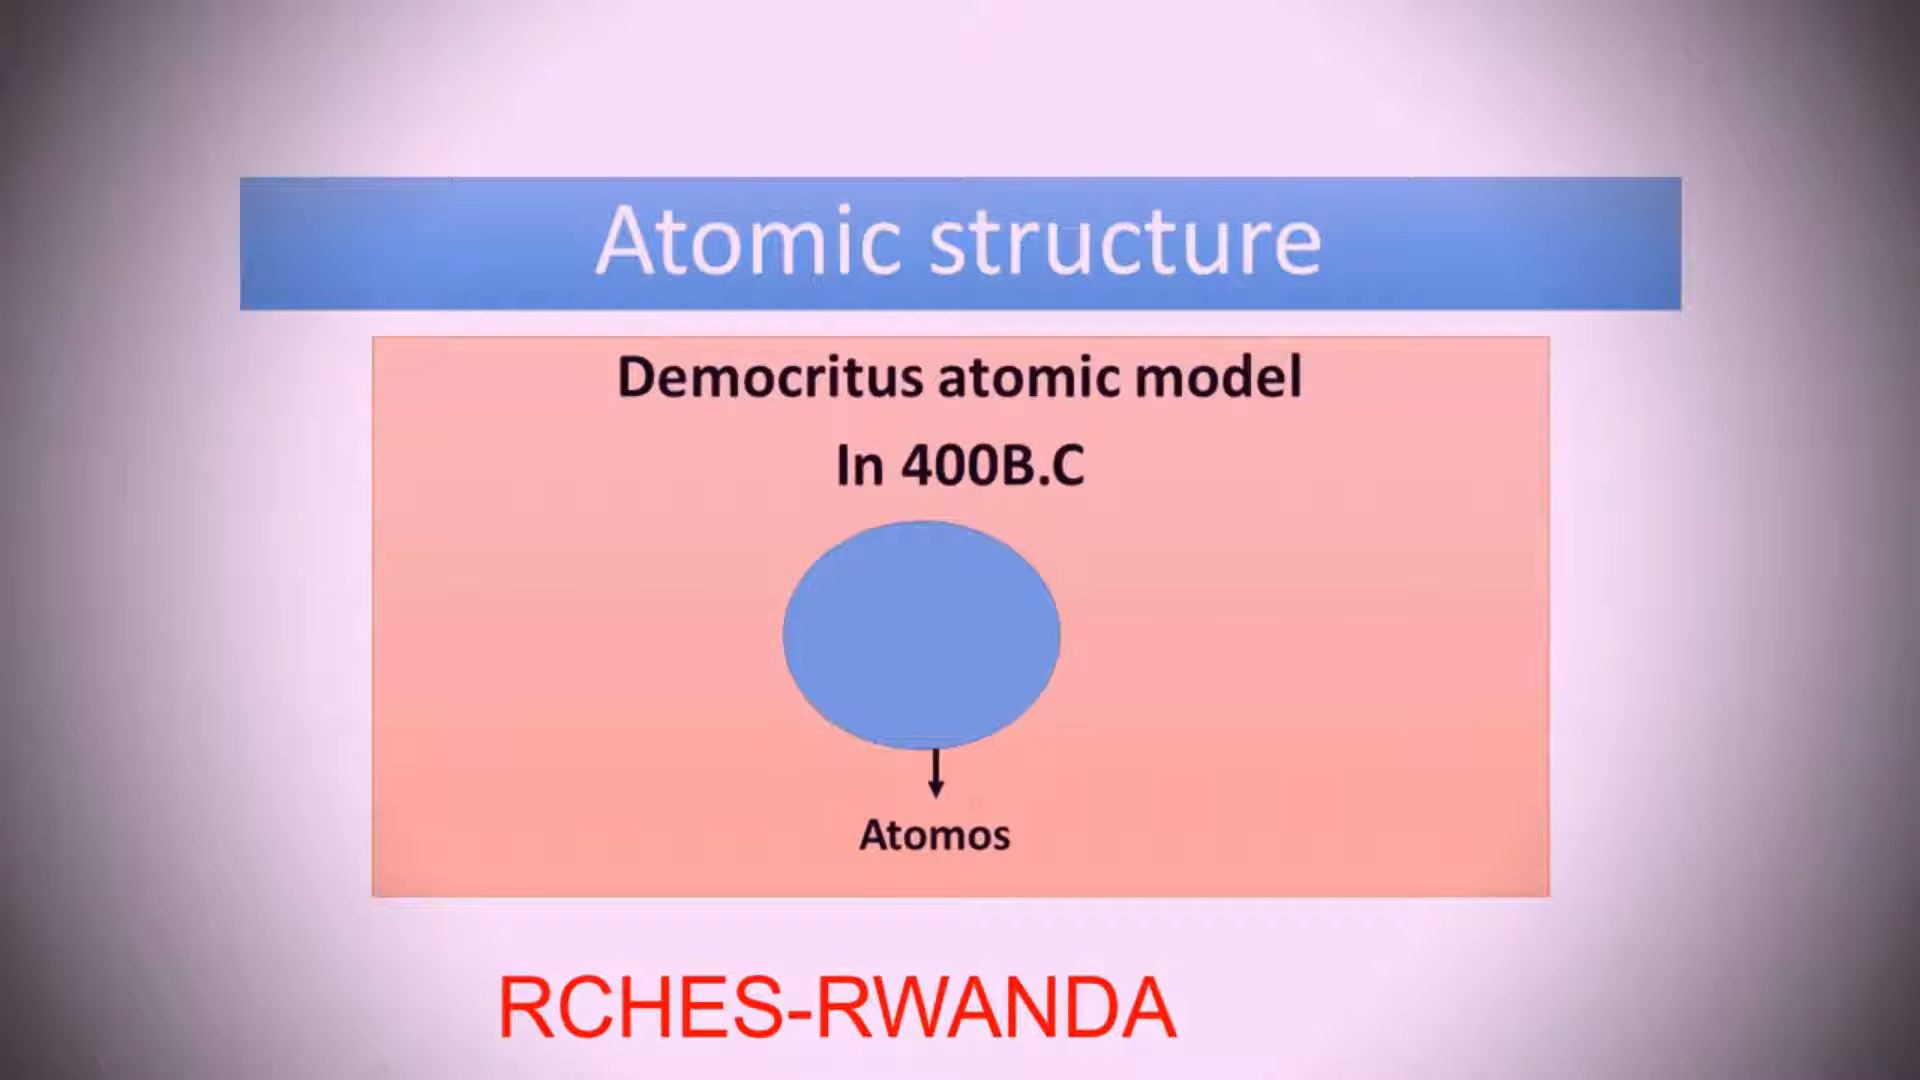 Atomic structure
Democritus atomic model
In 400B.C
Atomos
RCHES-RWANDA